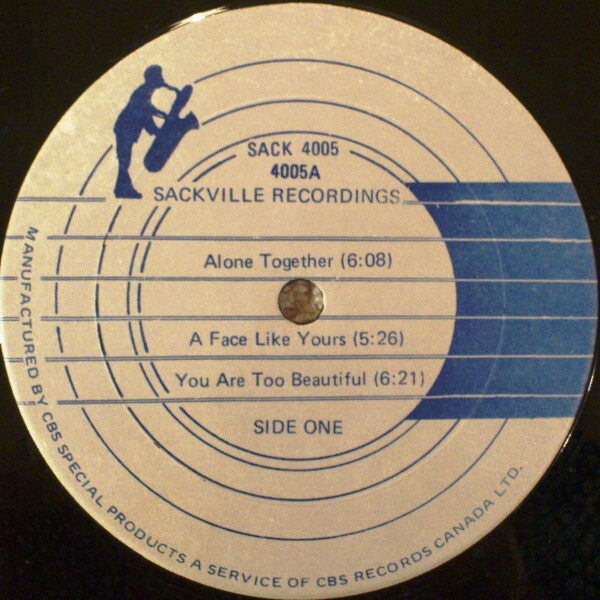 SACK 4005
4005A
SACKVILLE RECORDINGS
Alone Together (6:08)
A Face Like Yours (5:26)
You Are Too Beautiful (6:21)
SIDE ONE
MANUFACTURED BY CBS SPECIAL PRODUCTS A SERVICE OF CBS RECORDS CANADA LTD.